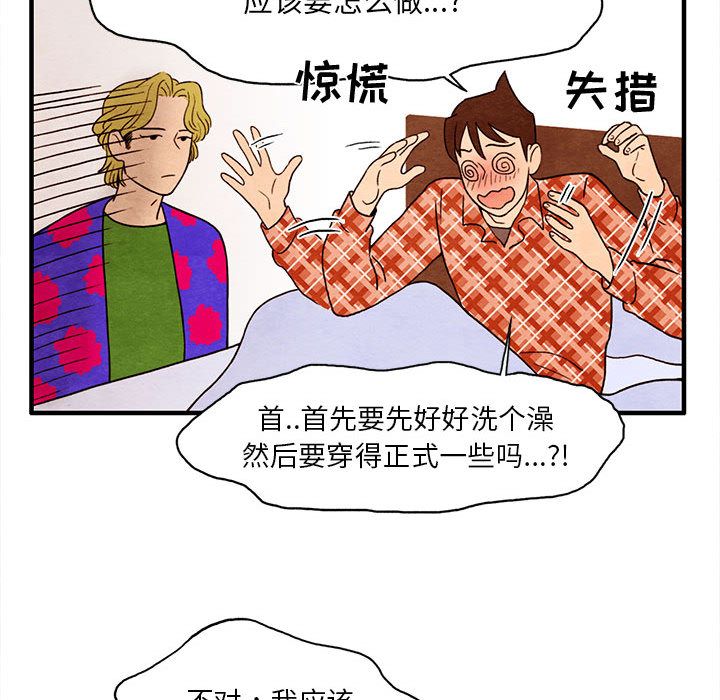 应该要怎么做...?
惊慌
失措
首..首先要先好好洗个澡
然后要穿得正式一些吗...?!
不对，我应该